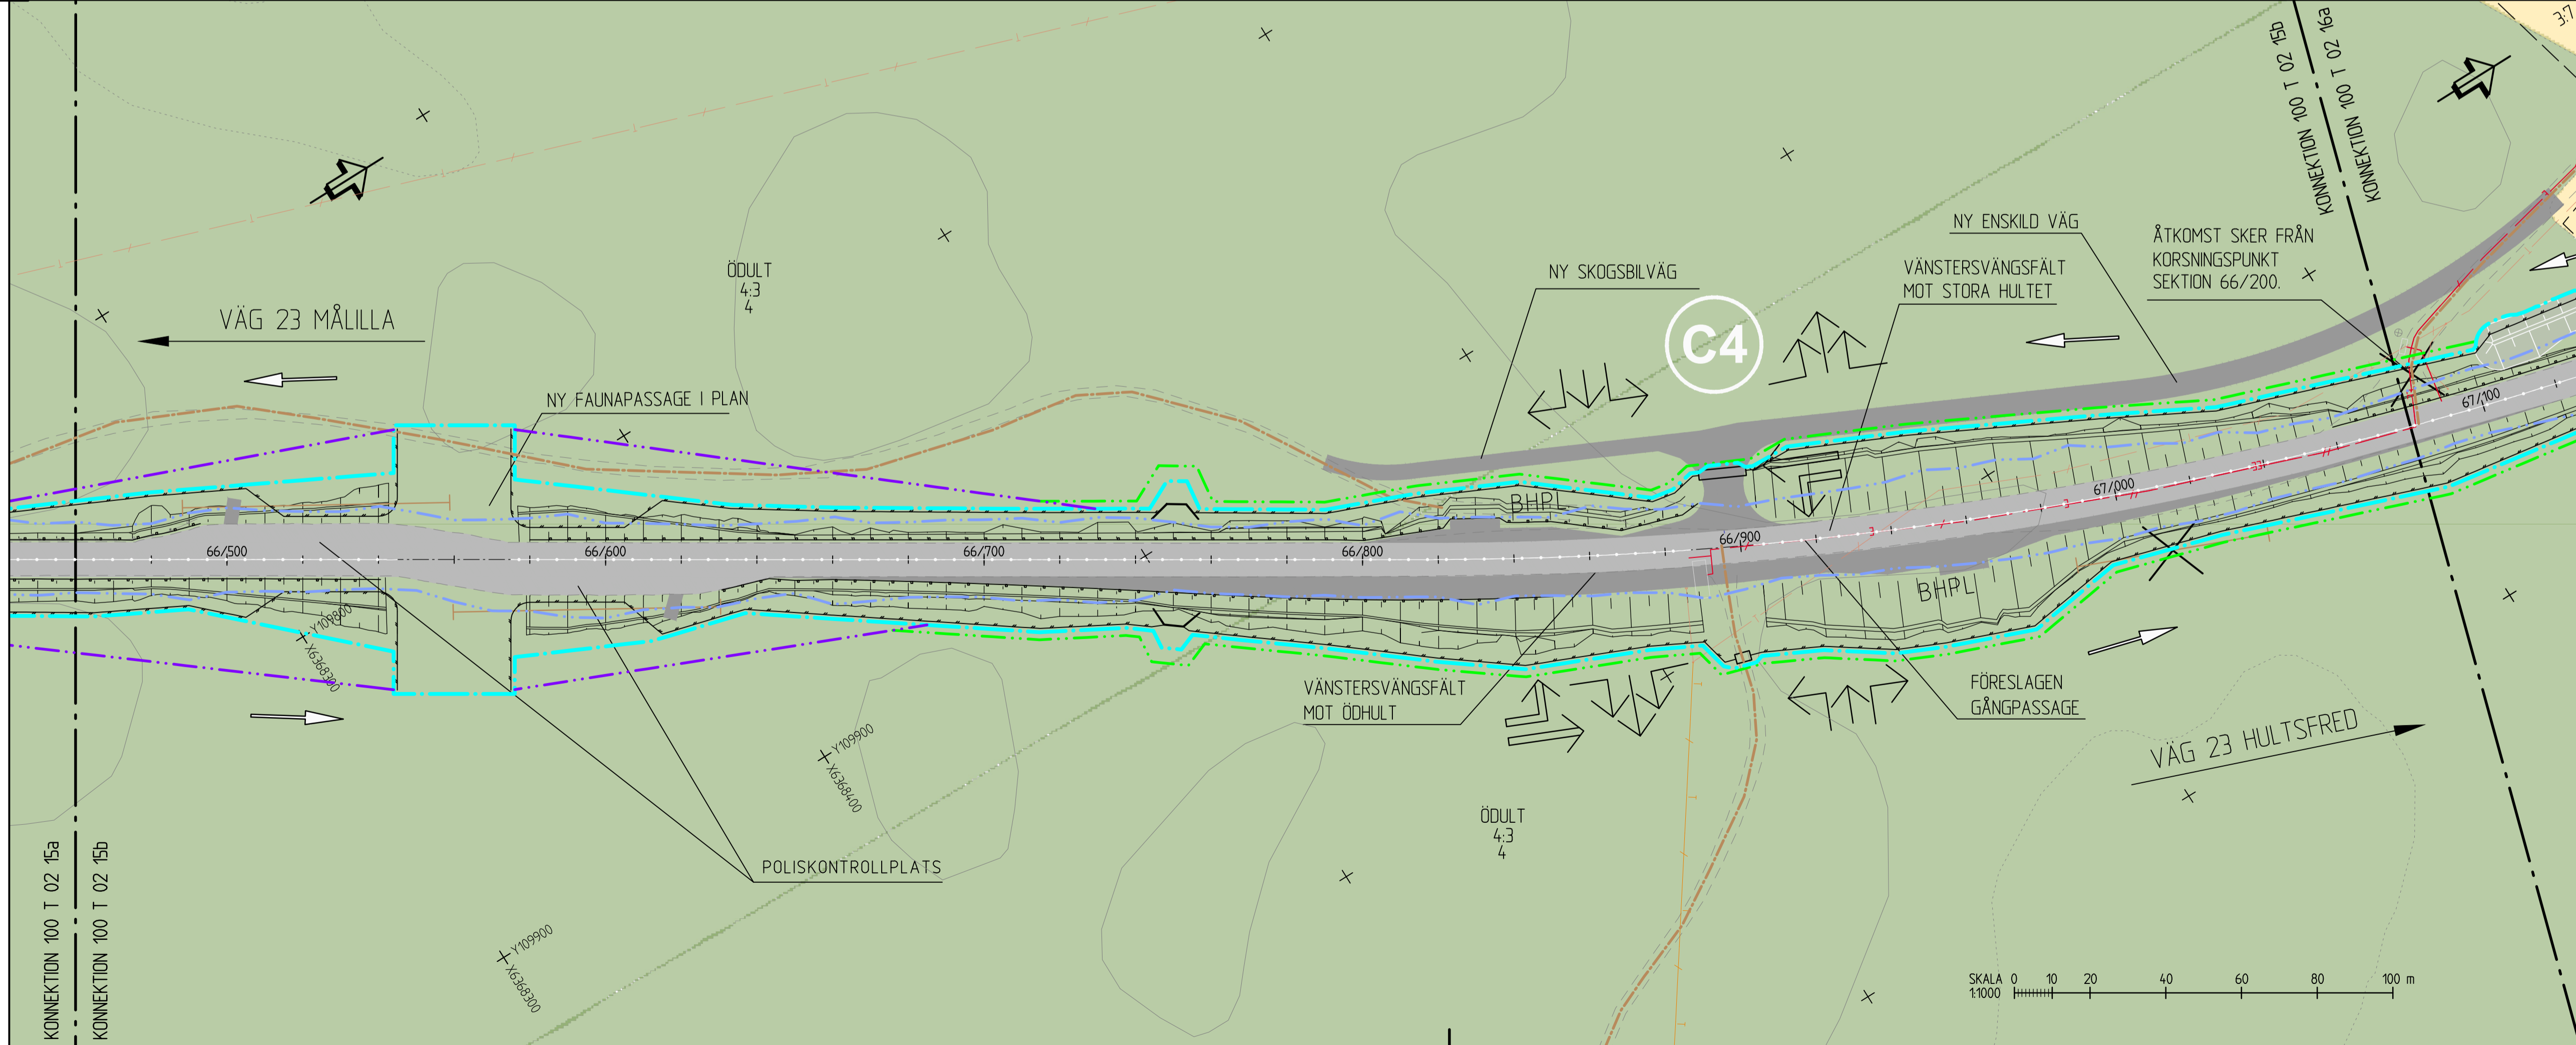 KONNEKTION 100 T 02 15b
KONNEKTION 100 T 02 16a
3:7
NY ENSKILD VÄG
ÅTKOMST SKER FRÅN
KORSNINGSPUNKT
SEKTION 66/200.
VÄNSTERSVÄNGSFÄLT
MOT STORA HULTET
NY SKOGSBILVÄG
ÖDULT
4:3
4
C4
VÄG 23 MÅLILLA
NY FAUNAPASSAGE I PLAN
BHPL
66/500
66/600
66/700
66/800
66/900
67/000
67/100
BHPL
Y109800
X6368300
VÄNSTERSVÄNGSFÄLT
MOT ÖDHULT
FÖRESLAGEN
GÅNGPASSAGE
VÄG 23 HULTSFRED
Y109900
X6368400
ÖDULT
4:3
4
POLISKONTROLLPLATS
KONNEKTION 100 T 02 15a
KONNEKTION 100 T 02 15b
Y109900
X6368300
SKALA 0 10 20 40 60 80 100 m
1:1000